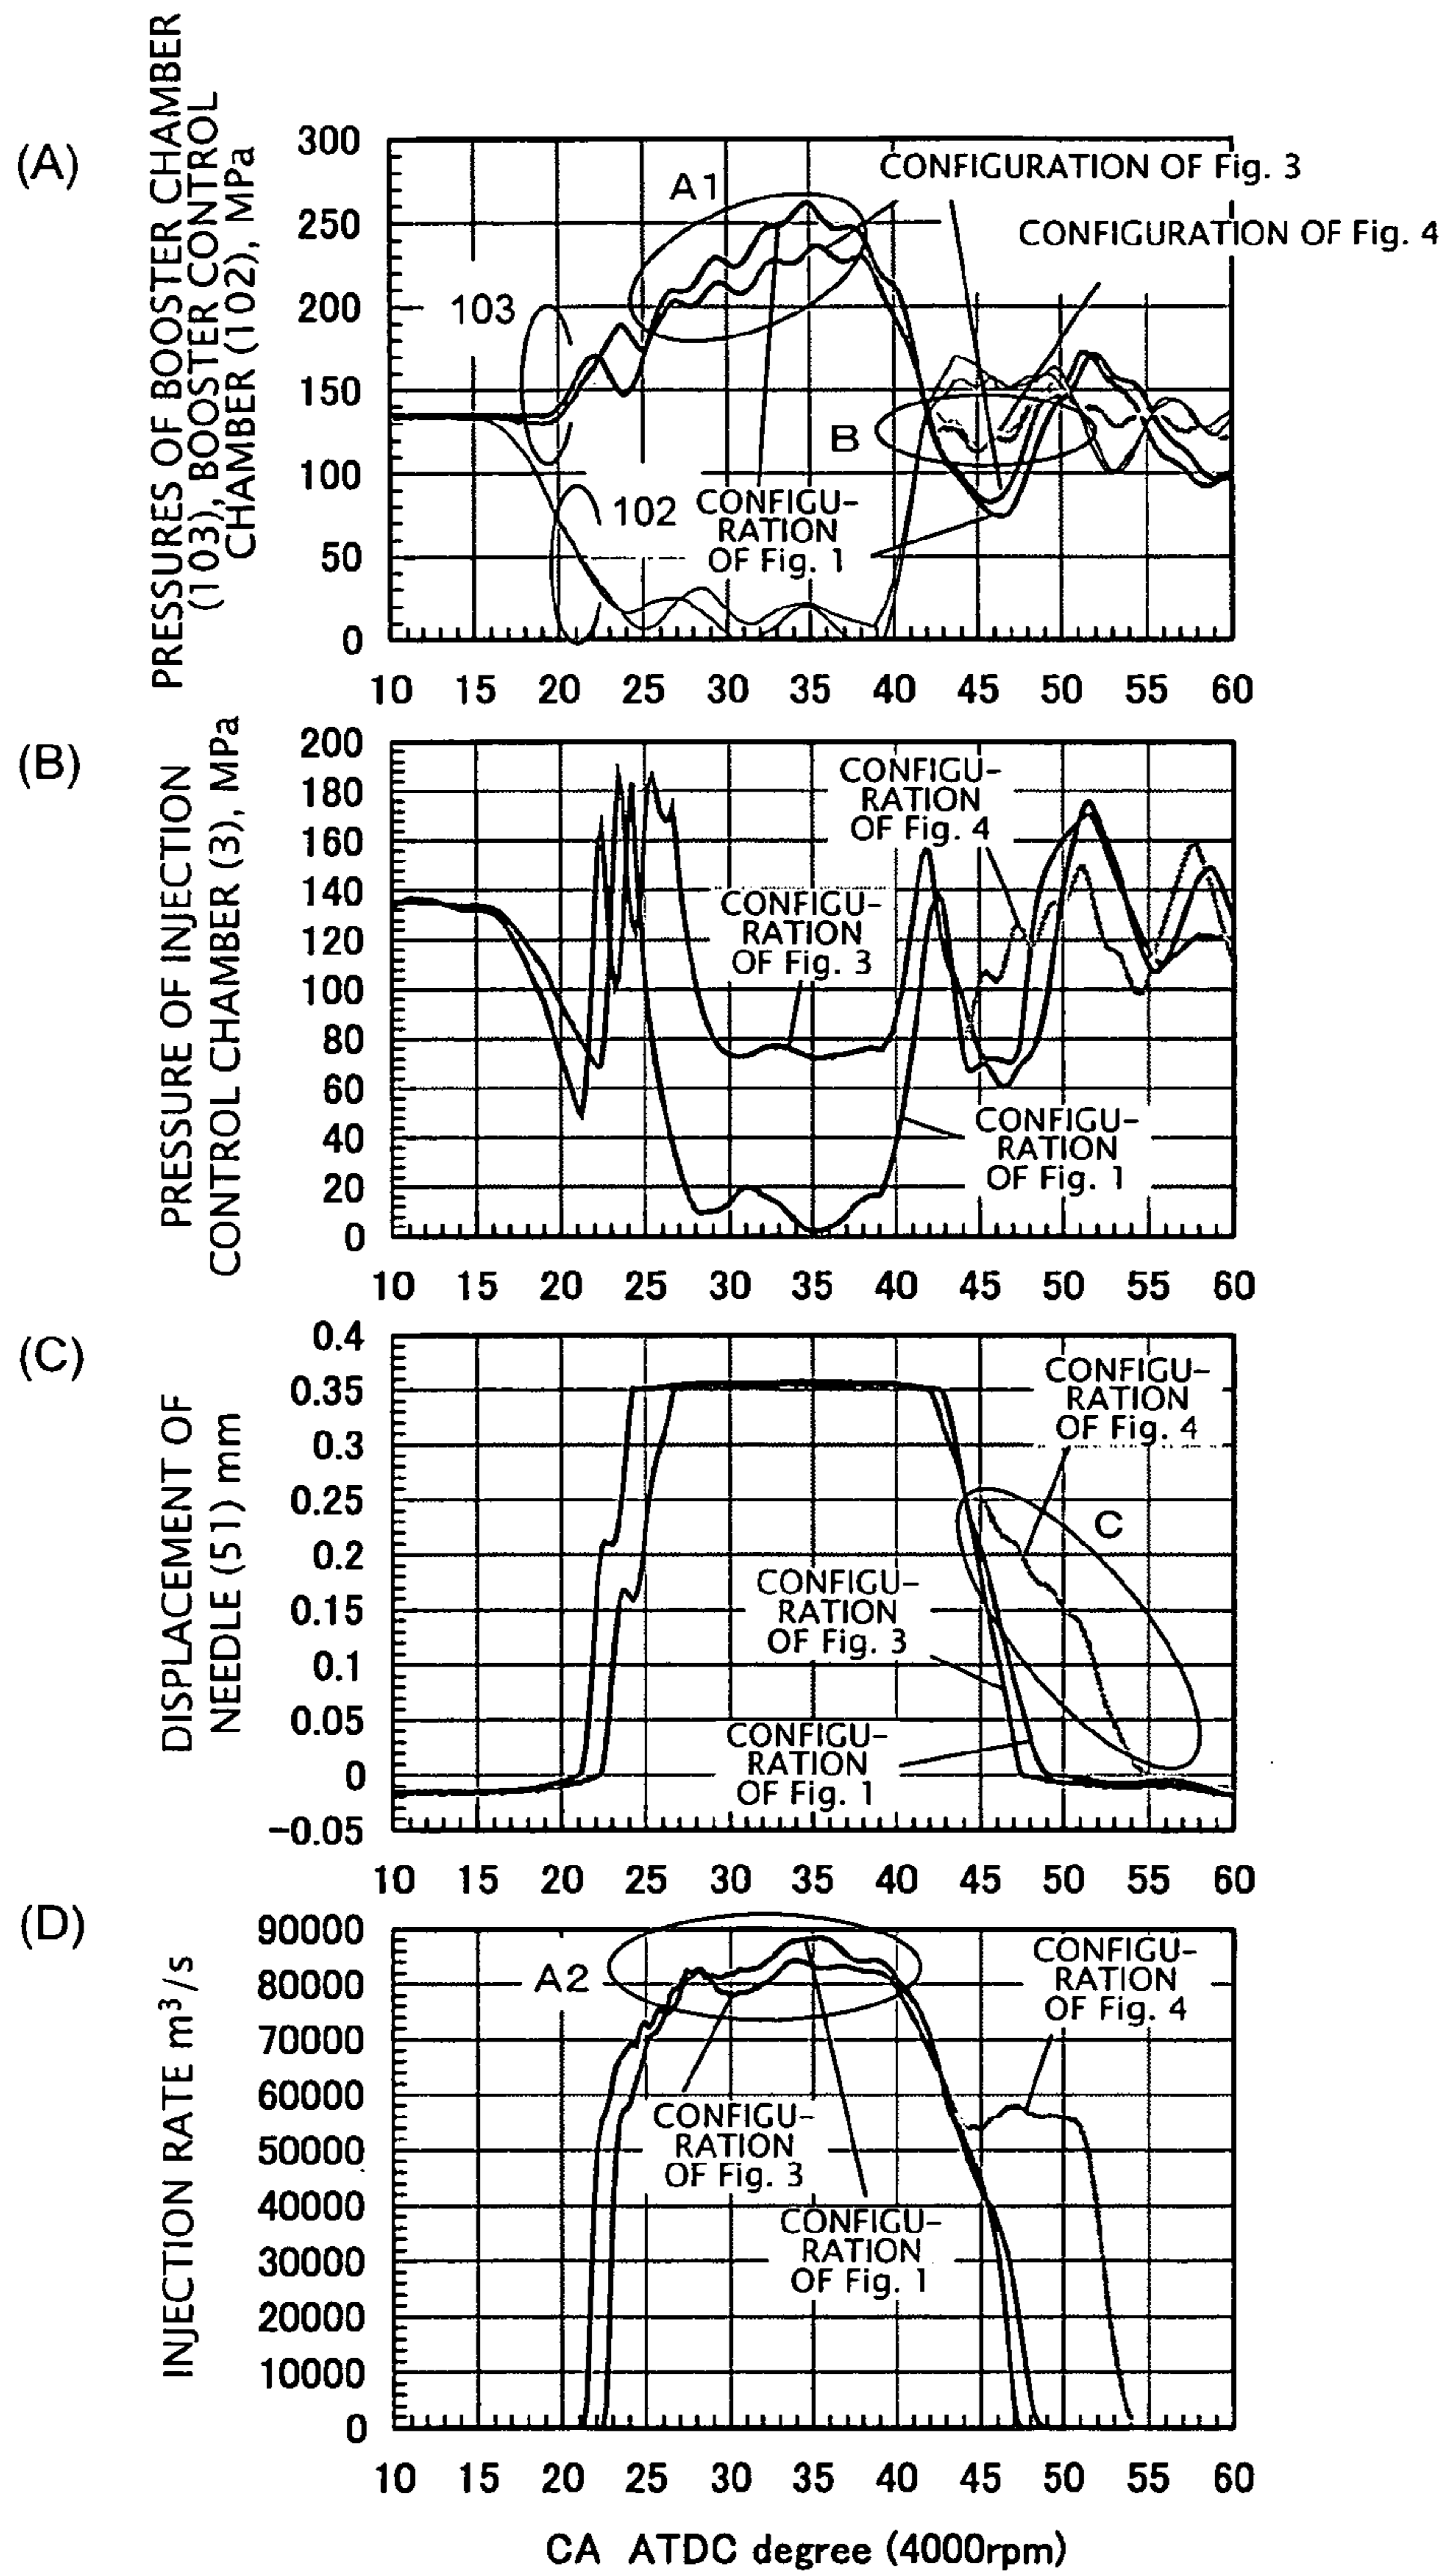 (A)
PRESSURES OF BOOSTER CHAMBER
(103), BOOSTER CONTROL
CHAMBER (102), MPa
300
250
200
150
100
50
0
A1
CONFIGURATION OF Fig. 3
CONFIGURATION OF Fig. 4
103
B
102
CONFIGU-
RATION
OF Fig. 1
10 15 20 25 30 35 40 45 50 55 60
(B)
PRESSURE OF INJECTION
CONTROL CHAMBER (3), MPa
200
180
160
140
120
100
80
60
40
20
0
CONFIGU-
RATION
OF Fig. 4
CONFIGU-
RATION
OF Fig. 3
CONFIGU-
RATION
OF Fig. 1
10 15 20 25 30 35 40 45 50 55 60
(C)
DISPLACEMENT OF
NEEDLE (51) mm
0.4
0.35
0.3
0.25
0.2
0.15
0.1
0.05
0
-0.05
CONFIGU-
RATION
OF Fig. 4
C
CONFIGU-
RATION
OF Fig. 3
CONFIGU-
RATION
OF Fig. 1
10 15 20 25 30 35 40 45 50 55 60
(D)
INJECTION RATE m³/s
90000
80000
70000
60000
50000
40000
30000
20000
10000
0
A2
CONFIGU-
RATION
OF Fig. 4
CONFIGU-
RATION
OF Fig. 3
CONFIGU-
RATION
OF Fig. 1
10 15 20 25 30 35 40 45 50 55 60
CA ATDC degree (4000rpm)